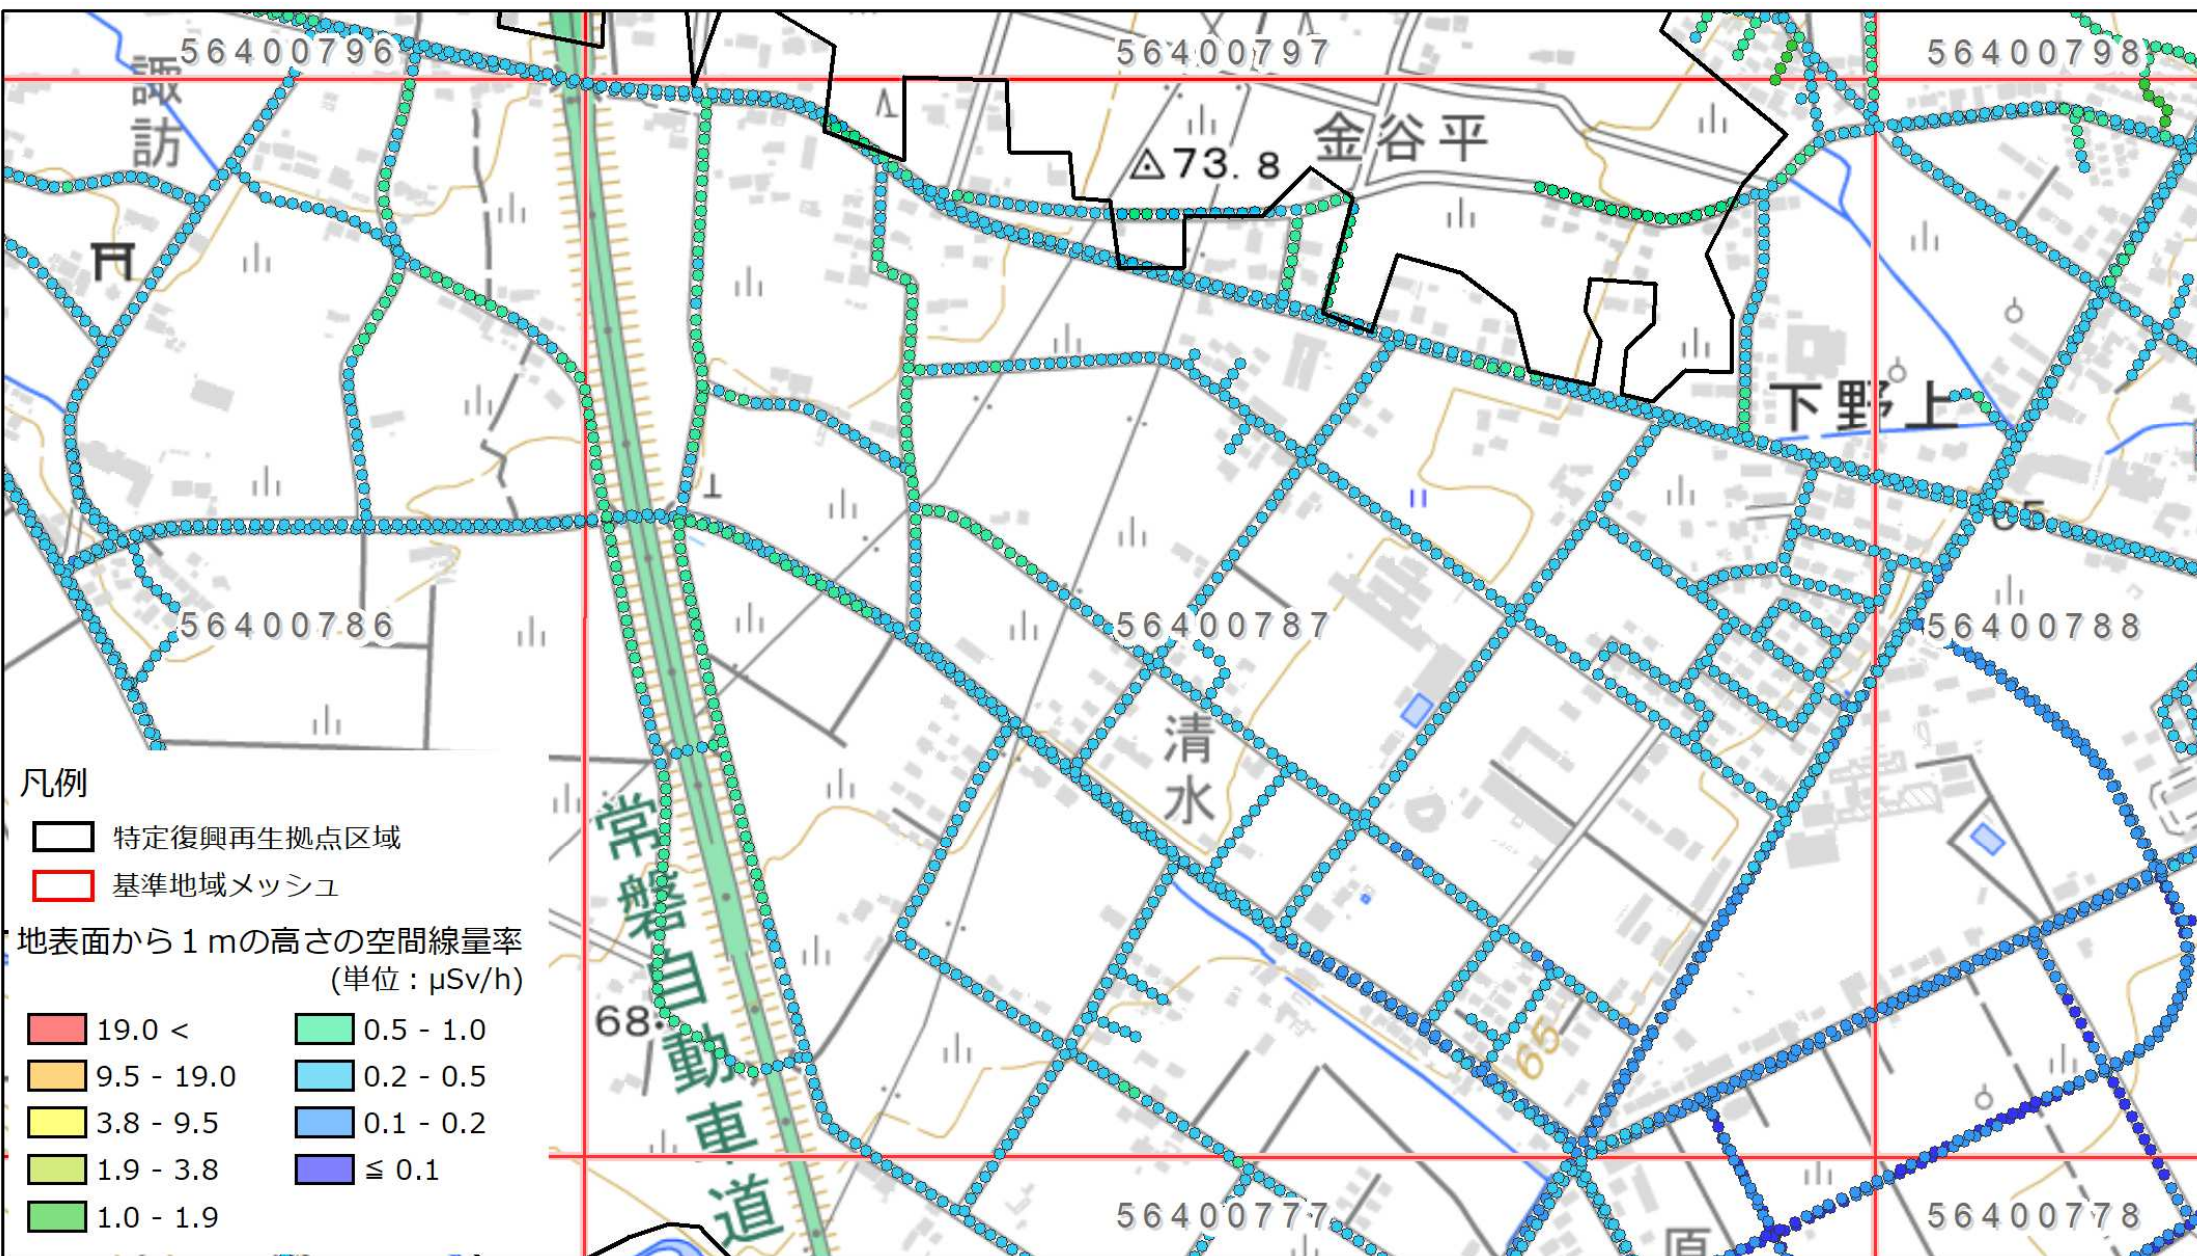 56400796
56400797
56400798
諏訪
金谷平
73.8
下野上
65
56400786
56400787
56400788
清水
常磐自動車道
68
65
56400777
56400778
原
凡例
特定復興再生拠点区域
基準地域メッシュ
地表面から1mの高さの空間線量率
(単位:μSv/h)
19.0 <
0.5 - 1.0
9.5 - 19.0
0.2 - 0.5
3.8 - 9.5
0.1 - 0.2
1.9 - 3.8
≦ 0.1
1.0 - 1.9